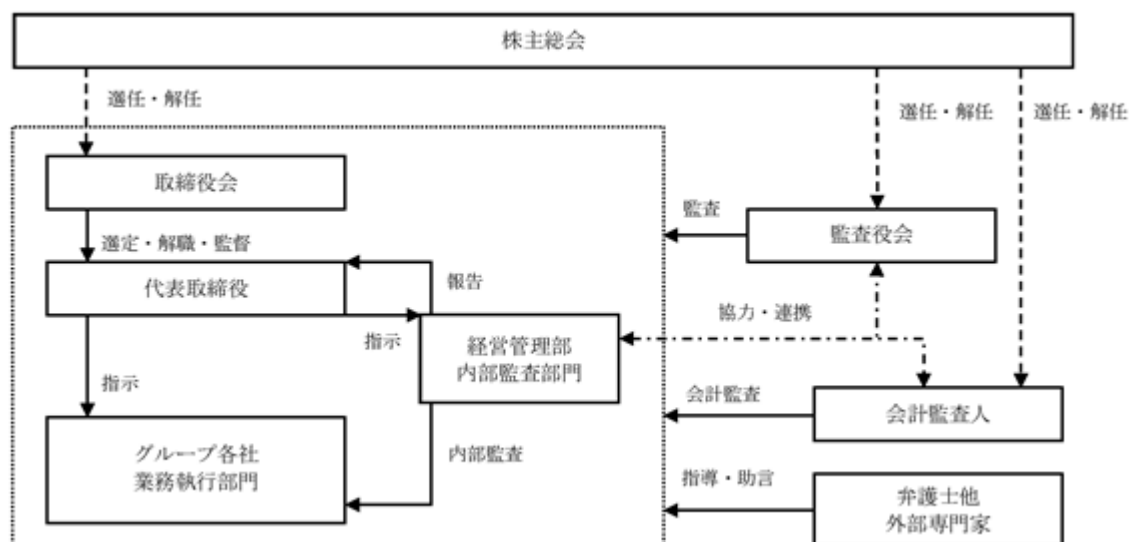 株主総会
選任・解任
選任・解任
選任・解任
取締役会
監査
監査役会
選定・解職・監督
代表取締役
報告
協力・連携
指示
経営管理部
内部監査部門
指示
会計監査
会計監査人
グループ各社
業務執行部門
内部監査
指導・助言
弁護士他
外部専門家